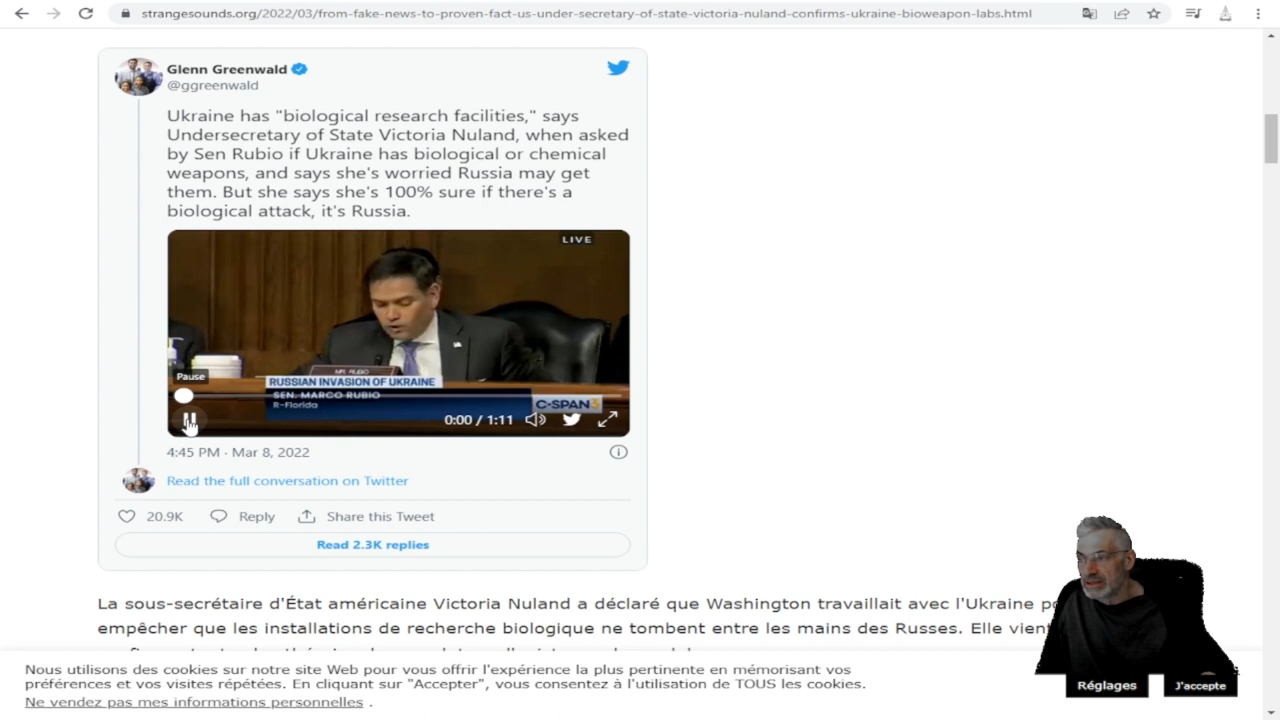 strangesounds.org/2022/03/from-fake-news-to-proven-fact-us-under-secretary-of-state-victoria-nuland-confirms-ukraine-bioweapon-labs.html
Glenn Greenwald
@ggreenwald
Ukraine has "biological research facilities," says
Undersecretary of State Victoria Nuland, when asked
by Sen Rubio if Ukraine has biological or chemical
weapons, and says she's worried Russia may get
them. But she says she's 100% sure if there's a
biological attack, it's Russia.
LIVE
MR. RUBIO
Pause
RUSSIAN INVASION OF UKRAINE
SEN. MARCO RUBIO
R-Florida
C-SPAN3
0:00 / 1:11
4:45 PM · Mar 8, 2022
Read the full conversation on Twitter
20.9K Reply Share this Tweet
Read 2.3K replies
La sous-secrétaire d'État américaine Victoria Nuland a déclaré que Washington travaillait avec l'Ukraine
empêcher que les installations de recherche biologique ne tombent entre les mains des Russes. Elle vient
Nous utilisons des cookies sur notre site Web pour vous offrir l'expérience la plus pertinente en mémorisant vos
préférences et vos visites répétées. En cliquant sur "Accepter", vous consentez à l'utilisation de TOUS les cookies.
Ne vendez pas mes informations personnelles .
Réglages
J'accepte